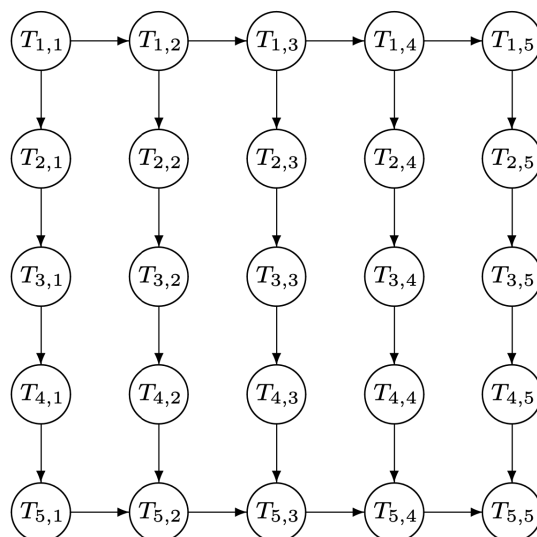 T1,1 T1,2 T1,3 T1,4 T1,5
T2,1 T2,2 T2,3 T2,4 T2,5
T3,1 T3,2 T3,3 T3,4 T3,5
T4,1 T4,2 T4,3 T4,4 T4,5
T5,1 T5,2 T5,3 T5,4 T5,5